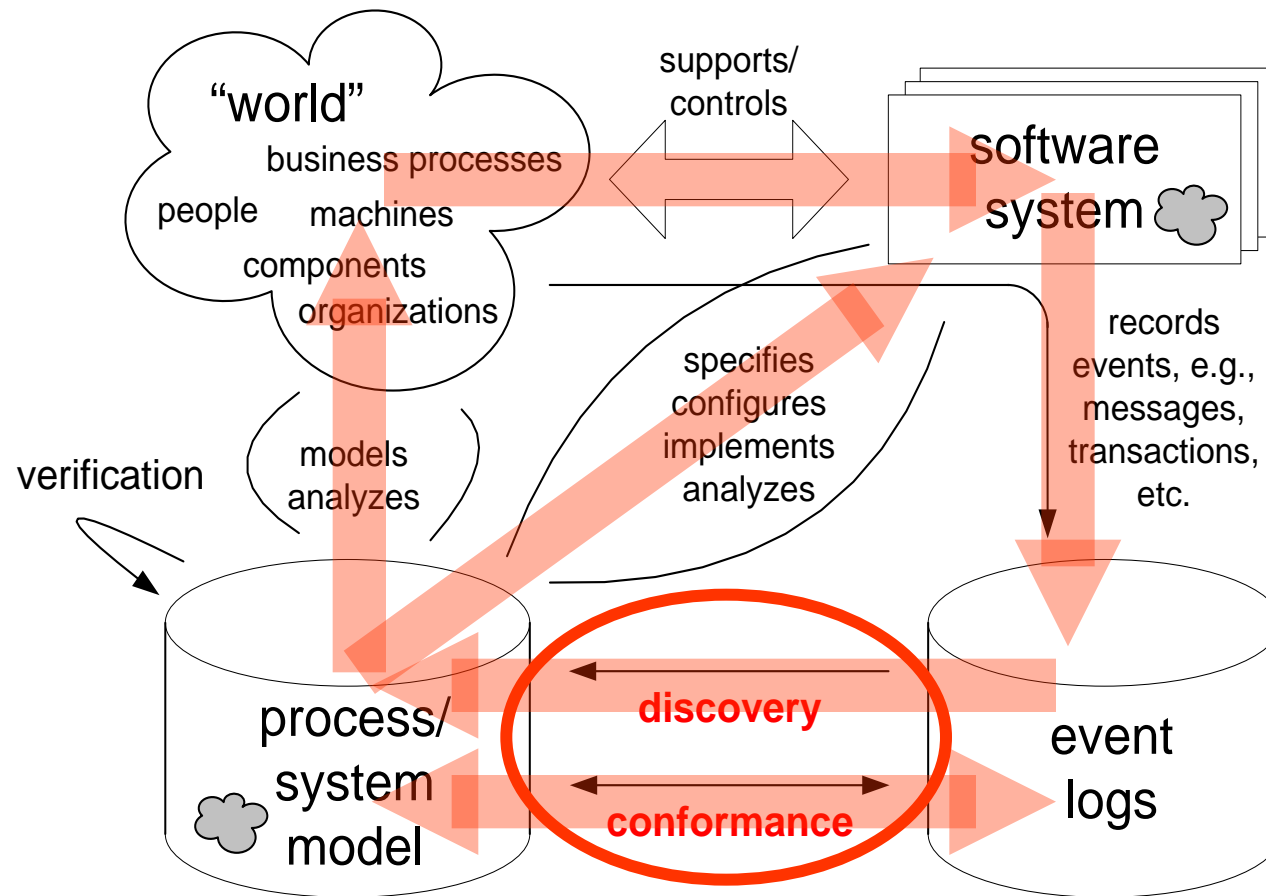 “world”
business processes
people
machines
components
organizations
supports/
controls
software
system
records
events, e.g.,
messages,
transactions,
etc.
specifies
configures
implements
analyzes
models
analyzes
verification
process/
system
model
discovery
conformance
event
logs